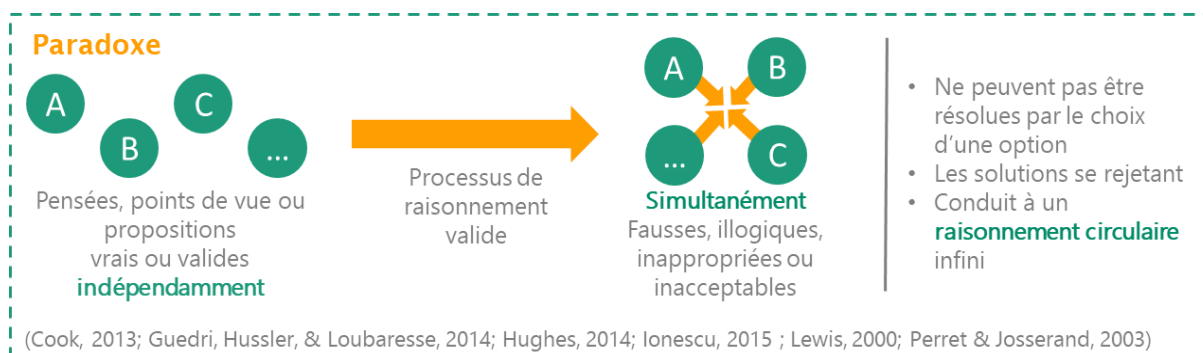 Paradoxe
A
B
C
...
Pensées, points de vue ou
propositions
vrais ou valides
indépendamment
Processus de
raisonnement
valide
A
B
...
C
Simultanément
Fausses, illogiques,
inappropriées ou
inacceptables
• Ne peuvent pas être
résolues par le choix
d'une option
• Les solutions se rejetant
• Conduit à un
raisonnement circulaire
infini
(Cook, 2013; Guedri, Hussler, & Loubaresse, 2014; Hughes, 2014; Ionescu, 2015 ; Lewis, 2000; Perret & Josserand, 2003)